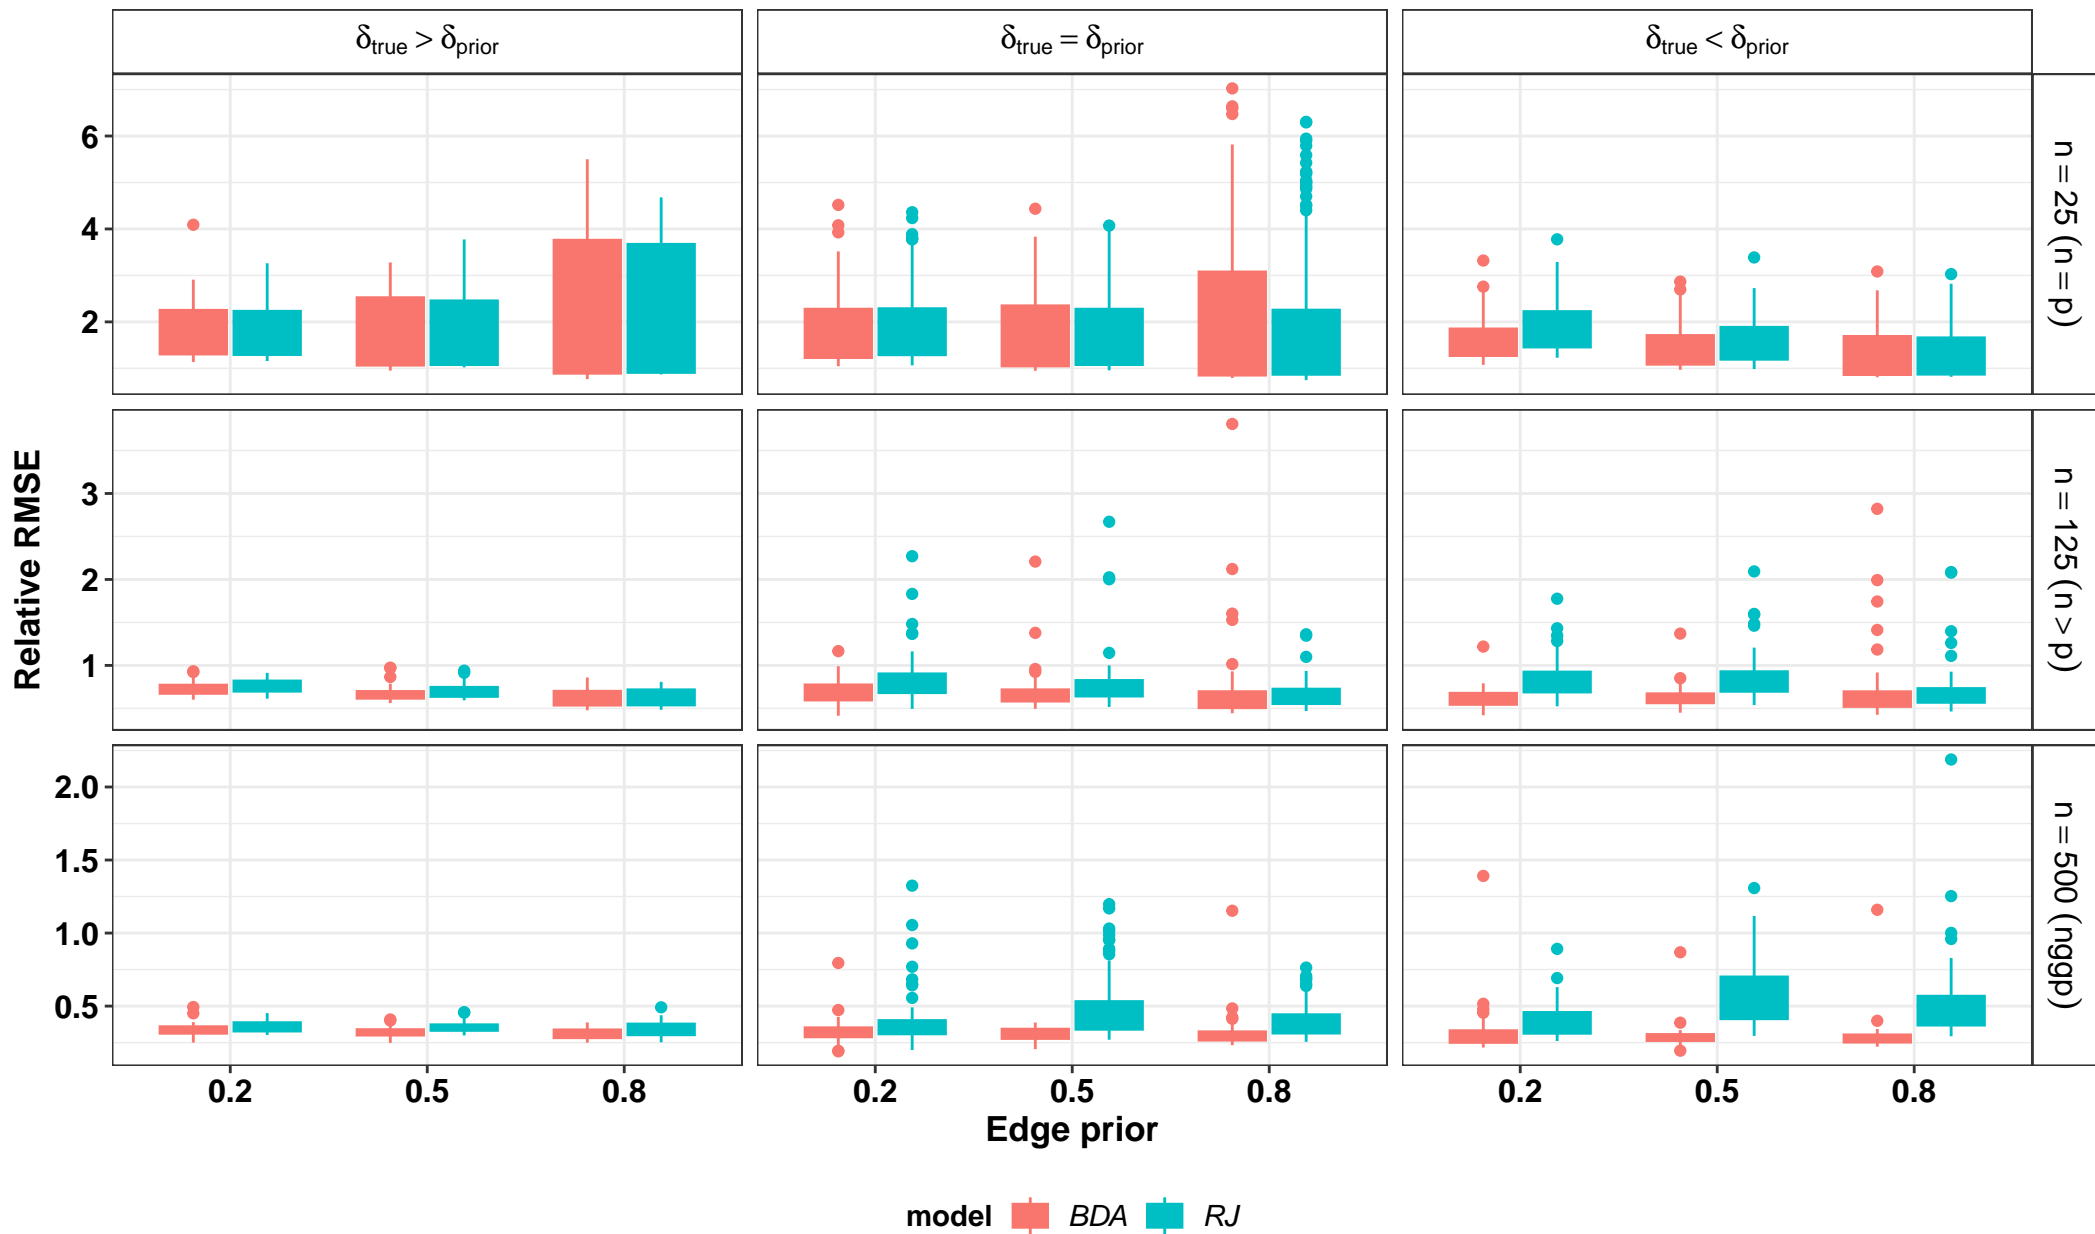 δtrue > δprior
δtrue = δprior
δtrue < δprior
6
4
2
n = 25 (n = p)
3
2
1
n = 125 (n > p)
2.0
1.5
1.0
0.5
n = 500 (nggp)
Relative RMSE
0.2 0.5 0.8
0.2 0.5 0.8
0.2 0.5 0.8
Edge prior
model BDA RJ